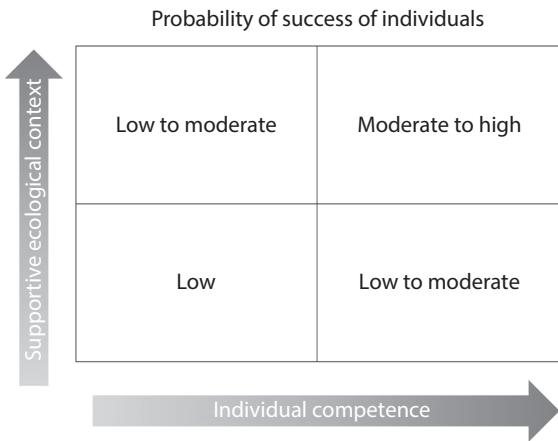 Probability of success of individuals
Supportive ecological context
Low to moderate
Moderate to high
Low
Low to moderate
Individual competence